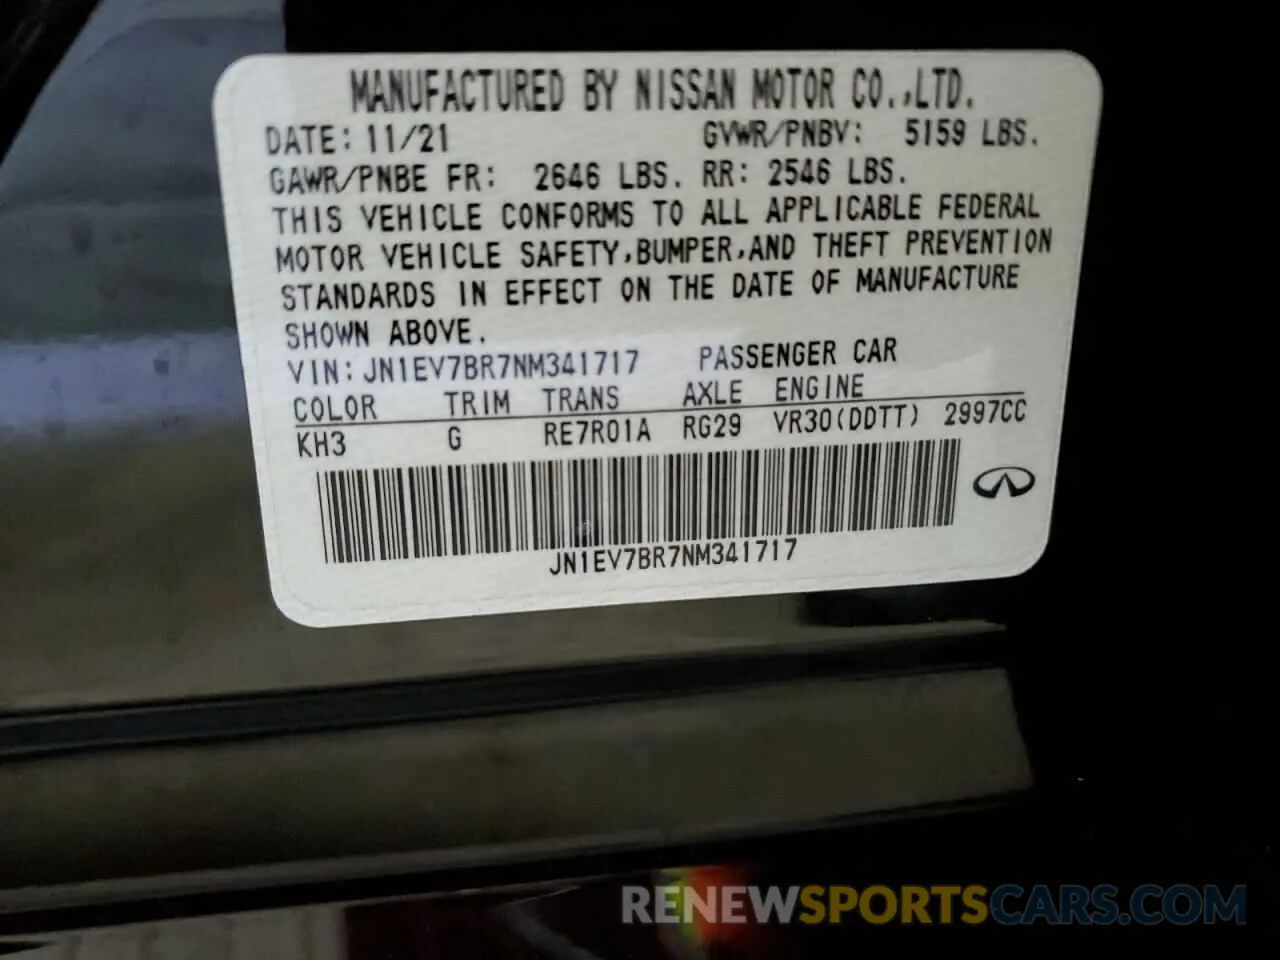 MANUFACTURED BY NISSAN MOTOR CO.,LTD.
DATE: 11/21 GVWR/PNBV: 5159 LBS.
GAWR/PNBE FR: 2646 LBS. RR: 2546 LBS.
THIS VEHICLE CONFORMS TO ALL APPLICABLE FEDERAL
MOTOR VEHICLE SAFETY,BUMPER,AND THEFT PREVENTION
STANDARDS IN EFFECT ON THE DATE OF MANUFACTURE
SHOWN ABOVE.
VIN: JN1EV7BR7NM341717 PASSENGER CAR
COLOR TRIM TRANS AXLE ENGINE
KH3 G RE7R01A RG29 VR30(DDTT) 2997CC
JN1EV7BR7NM341717
RENEWSPORTSCARS.COM